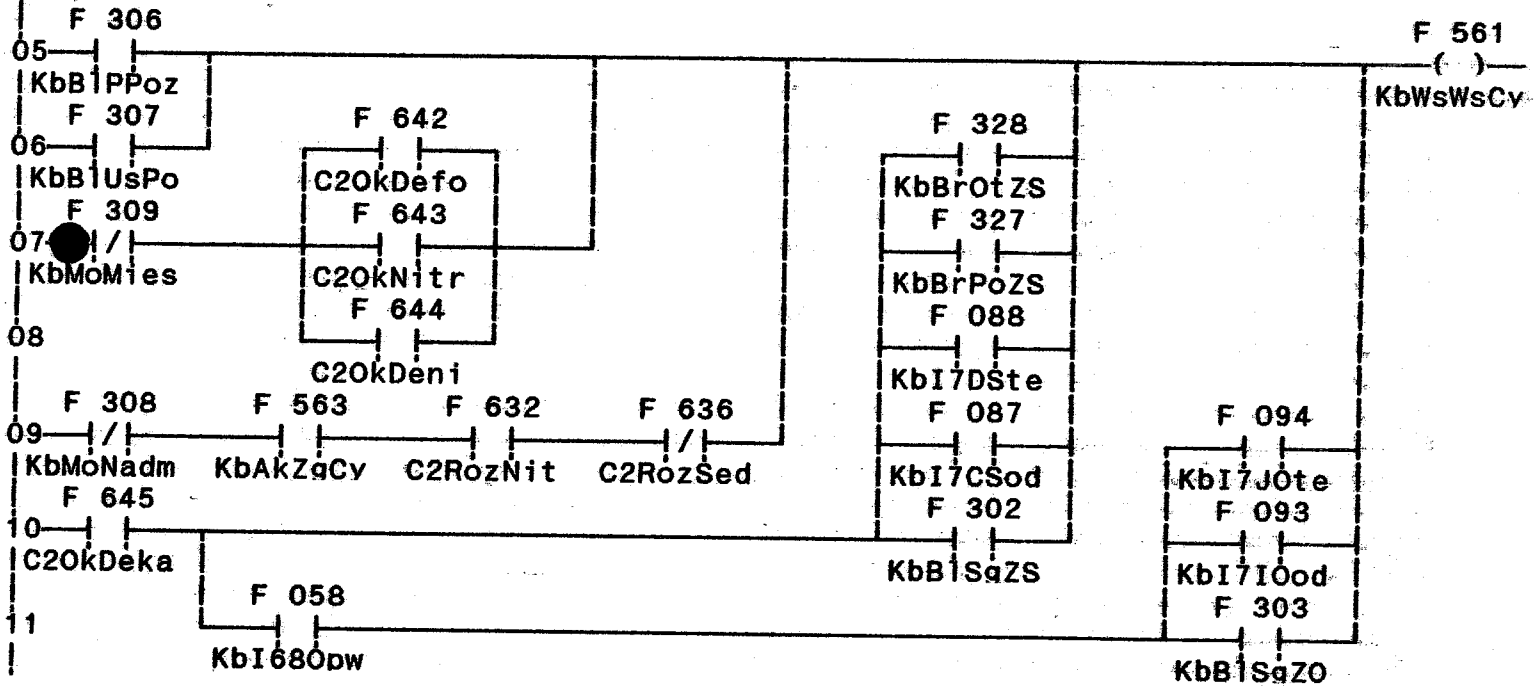 F 306
F 561
05
KbB1PPoz
KbWsWsCy
F 307
F 642
F 328
06
KbB1UsPo
C2OkDefo
KbBrOtZS
F 309
F 643
F 327
07
KbMoMies
C2OkNitr
KbBrPoZS
F 644
F 088
08
C2OkDeni
KbI7DSte
F 308
F 563
F 632
F 636
F 087
F 094
09
KbMoNadm
KbAkZgCy
C2RozNit
C2RozSed
KbI7CSod
KbI7JOte
F 645
F 302
F 093
10
C2OkDeka
KbB1SgZS
KbI7IOod
F 058
F 303
11
KbI68Opw
KbB1SgZO